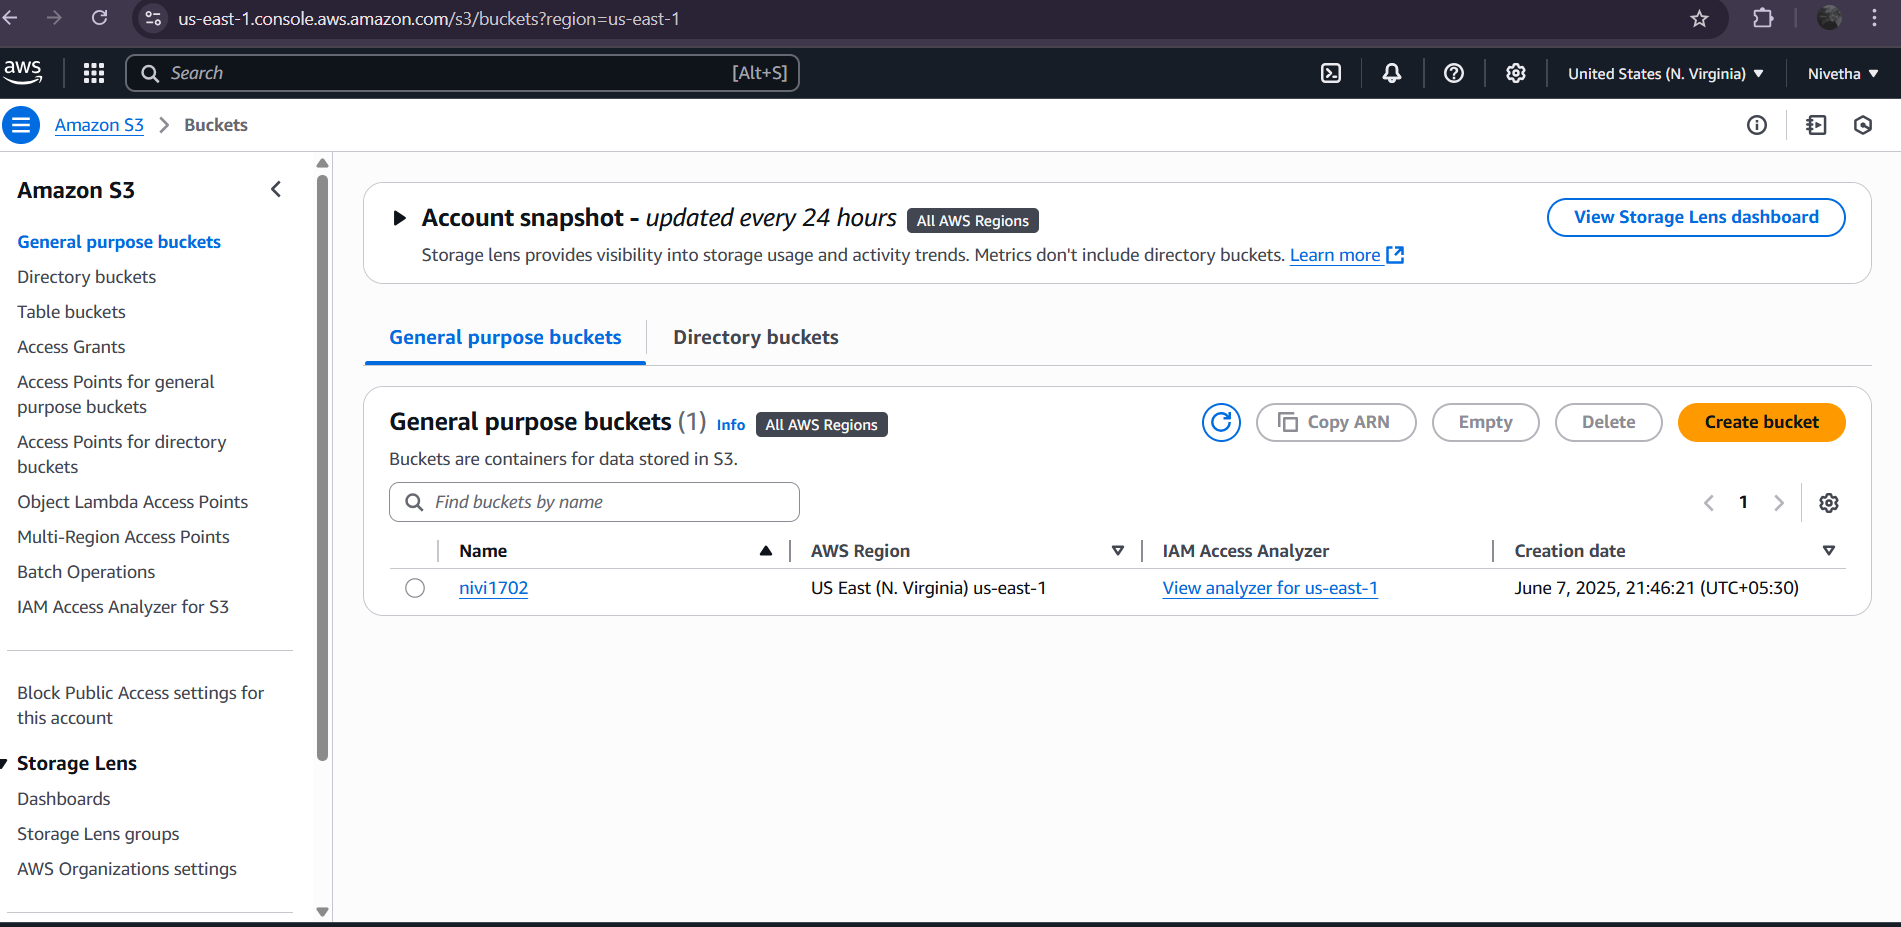 us-east-1.console.aws.amazon.com/s3/buckets?region=us-east-1
aws
Search
[Alt+S]
United States (N. Virginia)
Nivetha
Amazon S3
Buckets
Amazon S3
General purpose buckets
Directory buckets
Table buckets
Access Grants
Access Points for general
purpose buckets
Access Points for directory
buckets
Object Lambda Access Points
Multi-Region Access Points
Batch Operations
IAM Access Analyzer for S3
Block Public Access settings for
this account
Storage Lens
Dashboards
Storage Lens groups
AWS Organizations settings
Account snapshot - updated every 24 hours
All AWS Regions
View Storage Lens dashboard
Storage lens provides visibility into storage usage and activity trends. Metrics don't include directory buckets. Learn more
General purpose buckets
Directory buckets
General purpose buckets (1)
Info
All AWS Regions
Copy ARN
Empty
Delete
Create bucket
Buckets are containers for data stored in S3.
Find buckets by name
1
Name
AWS Region
IAM Access Analyzer
Creation date
nivi1702
US East (N. Virginia) us-east-1
View analyzer for us-east-1
June 7, 2025, 21:46:21 (UTC+05:30)